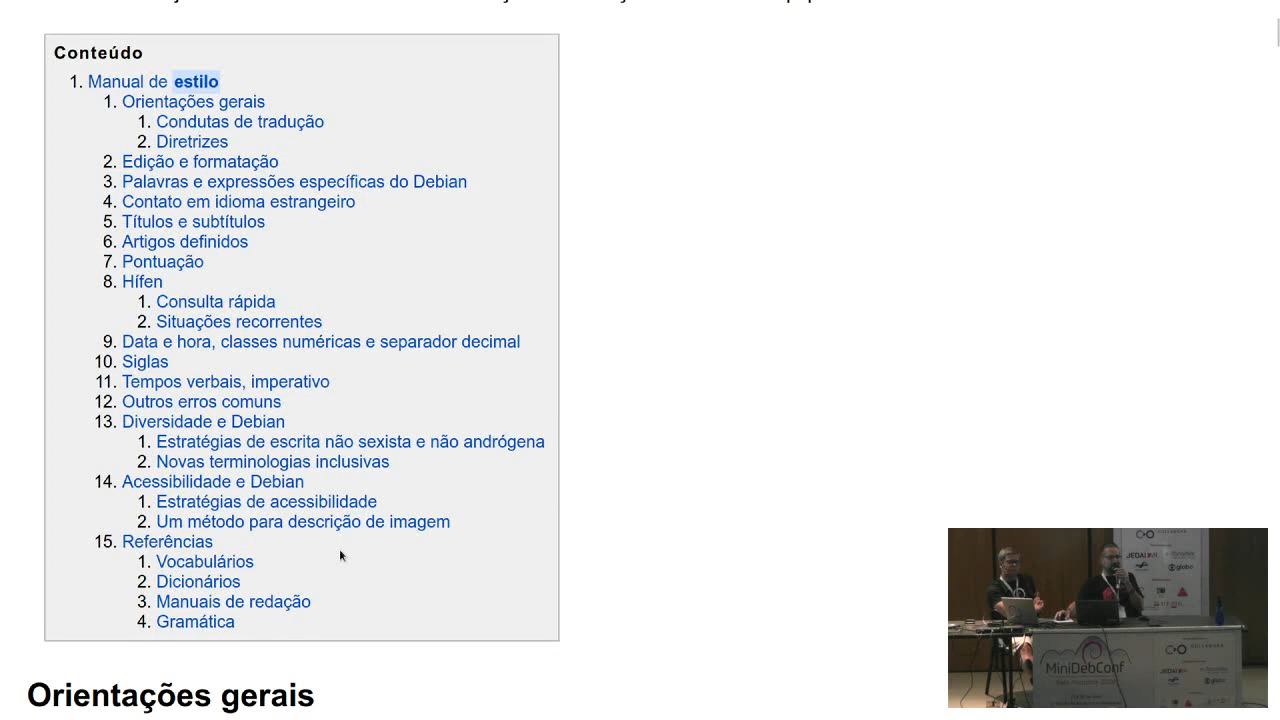 Conteúdo
1. Manual de estilo
1. Orientações gerais
1. Condutas de tradução
2. Diretrizes
2. Edição e formatação
3. Palavras e expressões específicas do Debian
4. Contato em idioma estrangeiro
5. Títulos e subtítulos
6. Artigos definidos
7. Pontuação
8. Hífen
1. Consulta rápida
2. Situações recorrentes
9. Data e hora, classes numéricas e separador decimal
10. Siglas
11. Tempos verbais, imperativo
12. Outros erros comuns
13. Diversidade e Debian
1. Estratégias de escrita não sexista e não andrógena
2. Novas terminologias inclusivas
14. Acessibilidade e Debian
1. Estratégias de acessibilidade
2. Um método para descrição de imagem
15. Referências
1. Vocabulários
2. Dicionários
3. Manuais de redação
4. Gramática
Orientações gerais
globo
MiniDebConf
globo